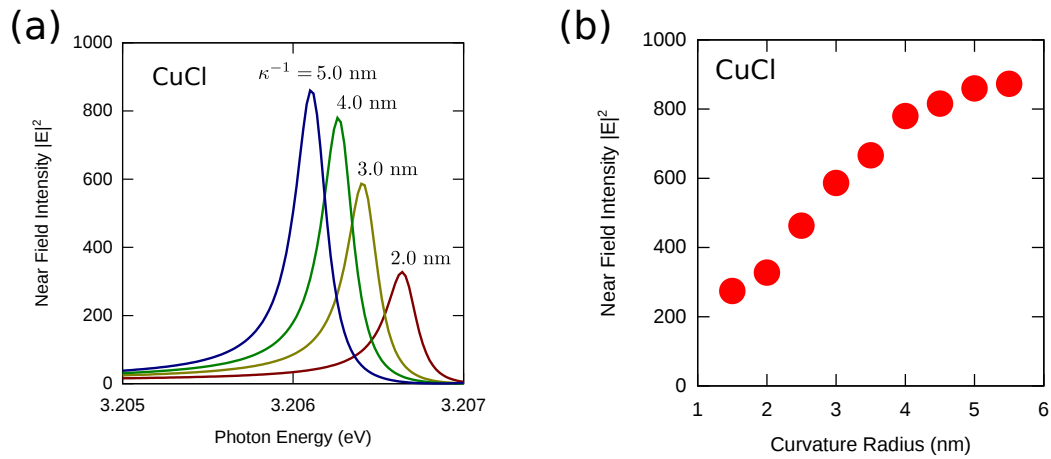 (a)
1000
800
600
400
200
0
3.205
3.206
3.207
Near Field Intensity |E|²
Photon Energy (eV)
CuCl
κ⁻¹ = 5.0 nm
4.0 nm
3.0 nm
2.0 nm
(b)
1000
800
600
400
200
0
1 2 3 4 5 6
Near Field Intensity |E|²
Curvature Radius (nm)
CuCl